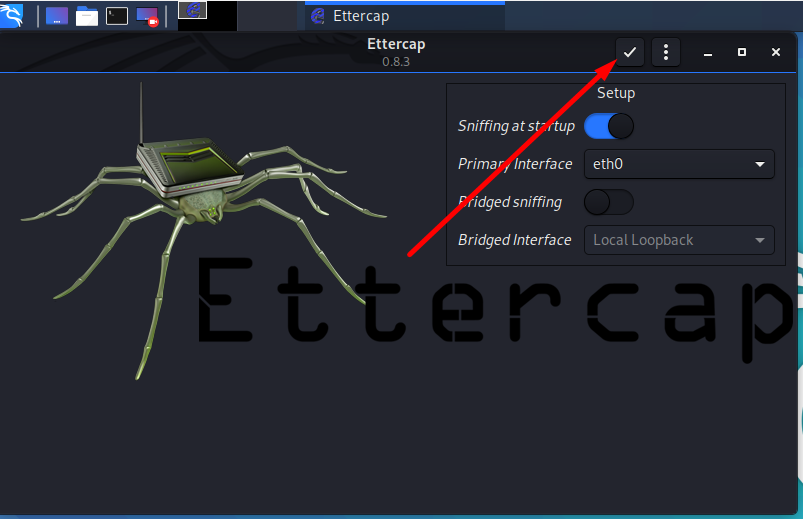 Ettercap
Ettercap
0.8.3
Setup
Sniffing at startup
Primary Interface eth0
Bridged sniffing
Bridged Interface Local Loopback
Ettercap